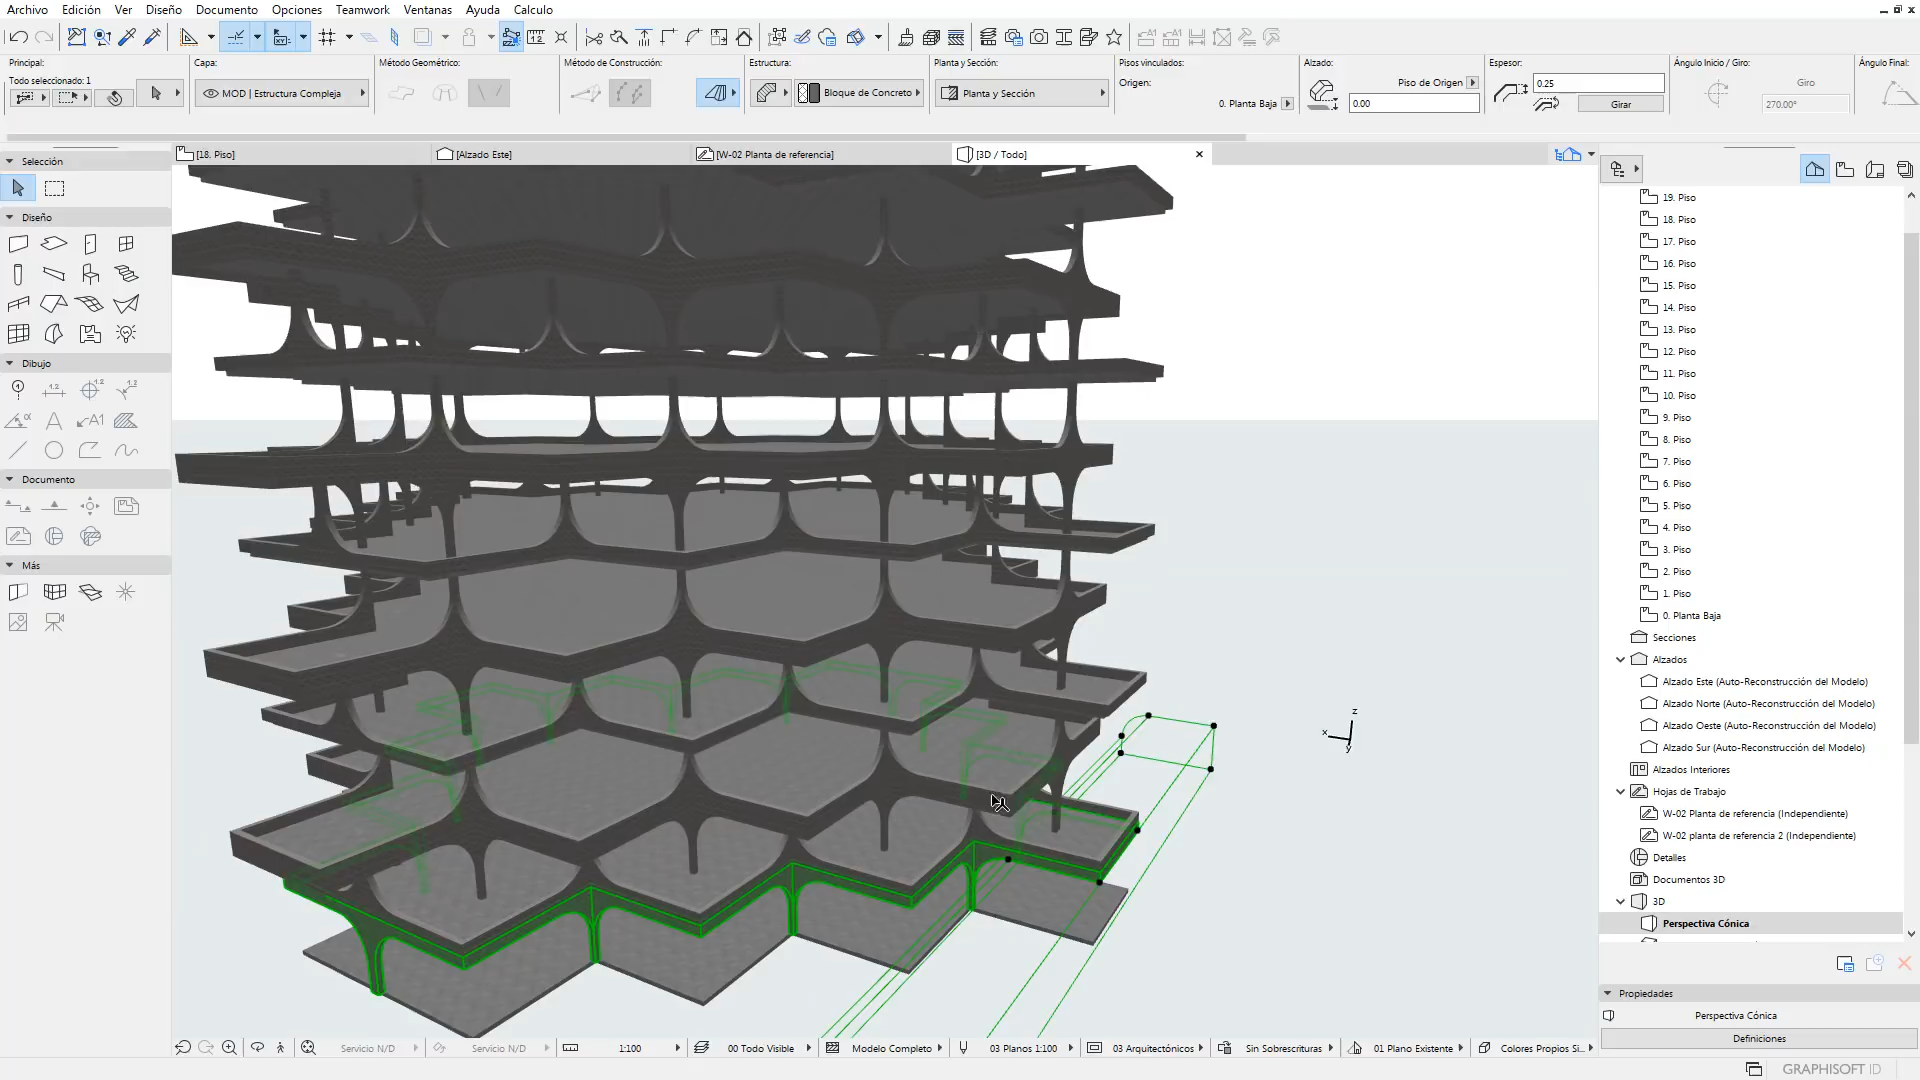 Archivo Edición Ver Diseño Documento Opciones Teamwork Ventanas Ayuda Calculo
Principal: Capa: Método Geométrico: Método de Construcción: Estructura: Planta y Sección: Pisos vinculados: Alzado: Espesor: Ángulo Inicio / Giro: Ángulo Final:
Todo seleccionado: 1
MOD | Estructura Compleja
Bloque de Concreto
Planta y Sección
Origen:
0. Planta Baja
Piso de Origen
0.00
0.25
Girar
Giro
270.00°
[18. Piso] [Alzado Este] [W-02 Planta de referencia] [3D / Todo]
Selección
Diseño
Dibujo
Documento
Más
19. Piso
18. Piso
17. Piso
16. Piso
15. Piso
14. Piso
13. Piso
12. Piso
11. Piso
10. Piso
9. Piso
8. Piso
7. Piso
6. Piso
5. Piso
4. Piso
3. Piso
2. Piso
1. Piso
0. Planta Baja
Secciones
Alzados
Alzado Este (Auto-Reconstrucción del Modelo)
Alzado Norte (Auto-Reconstrucción del Modelo)
Alzado Oeste (Auto-Reconstrucción del Modelo)
Alzado Sur (Auto-Reconstrucción del Modelo)
Alzados Interiores
Hojas de Trabajo
W-02 Planta de referencia (Independiente)
W-02 planta de referencia 2 (Independiente)
Detalles
Documentos 3D
3D
Perspectiva Cónica
Propiedades
Perspectiva Cónica
Definiciones
z
x
y
Servicio N/D Servicio N/D 1:100 00 Todo Visible Modelo Completo 03 Planos 1:100 03 Arquitectónicos Sin Sobrescrituras 01 Plano Existente Colores Propios Si...
GRAPHISOFT ID